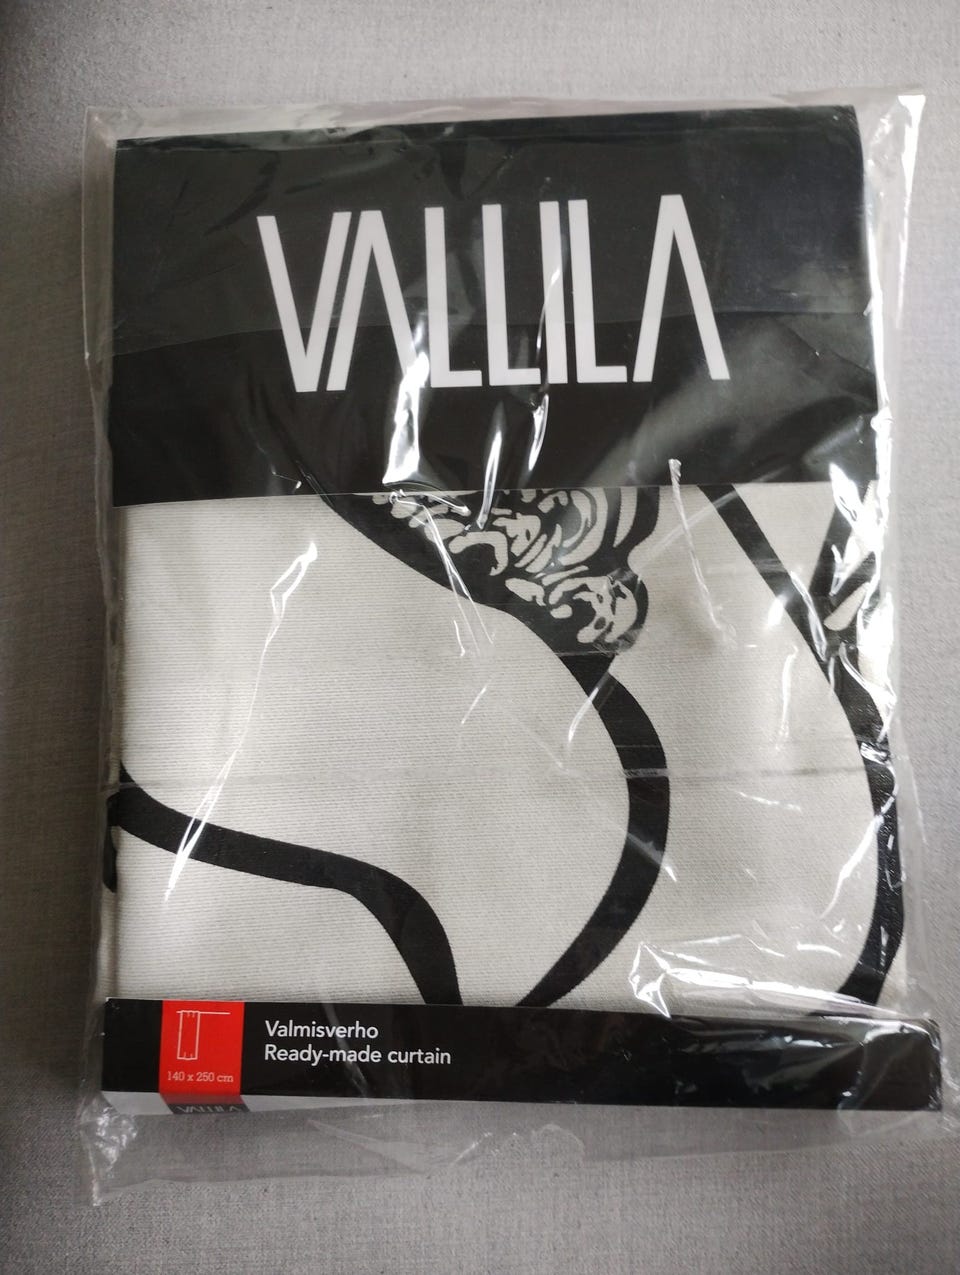 VALLILA
Valmisverho
Ready-made curtain
140 x 250 cm
VALLILA